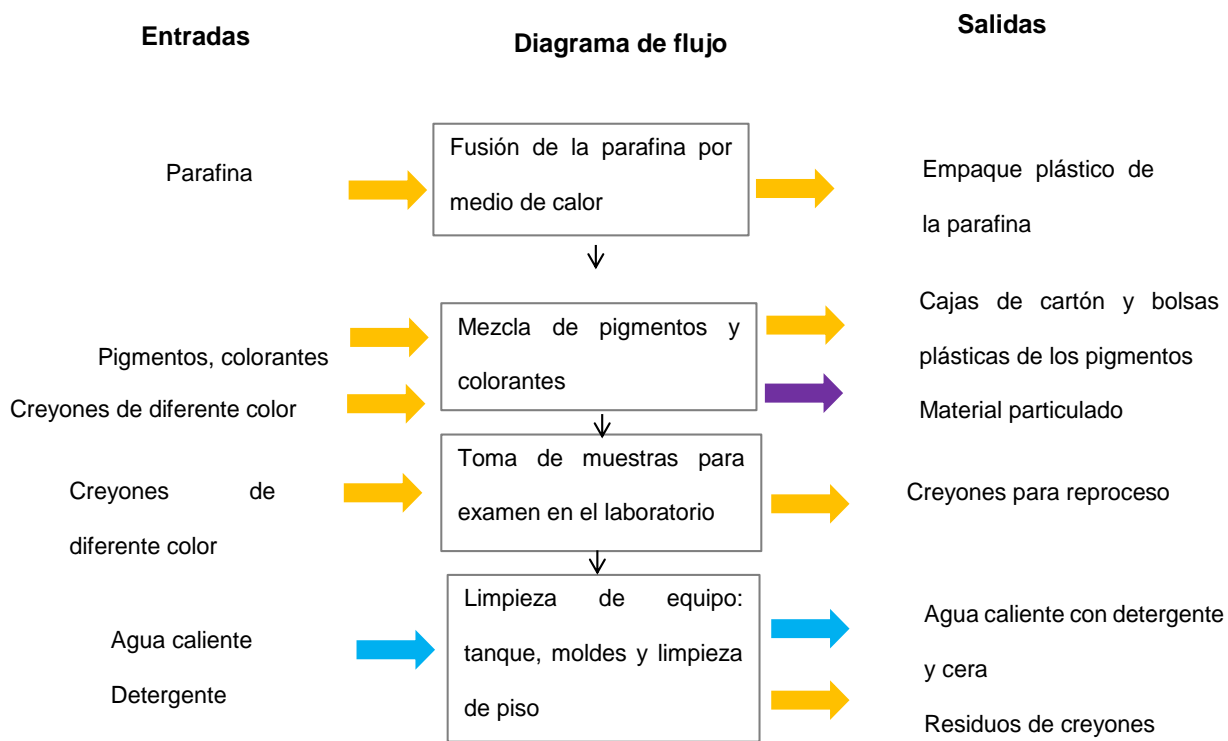 Entradas
Diagrama de flujo
Salidas
Parafina
Fusión de la parafina por
medio de calor
Empaque plástico de
la parafina
Pigmentos, colorantes
Creyones de diferente color
Mezcla de pigmentos y
colorantes
Cajas de cartón y bolsas
plásticas de los pigmentos
Material particulado
Creyones de
diferente color
Toma de muestras para
examen en el laboratorio
Creyones para reproceso
Agua caliente
Detergente
Limpieza de equipo:
tanque, moldes y limpieza
de piso
Agua caliente con detergente
y cera
Residuos de creyones